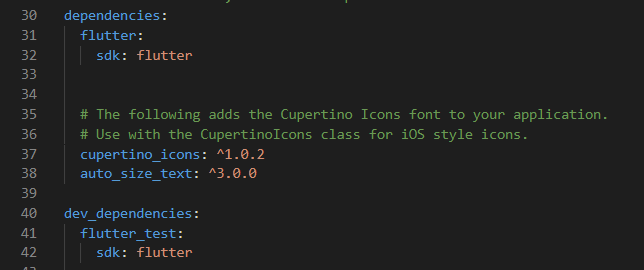 30 dependencies:
31 flutter:
32 sdk: flutter
33
34
35 # The following adds the Cupertino Icons font to your application.
36 # Use with the CupertinoIcons class for iOS style icons.
37 cupertino_icons: ^1.0.2
38 auto_size_text: ^3.0.0
39
40 dev_dependencies:
41 flutter_test:
42 sdk: flutter